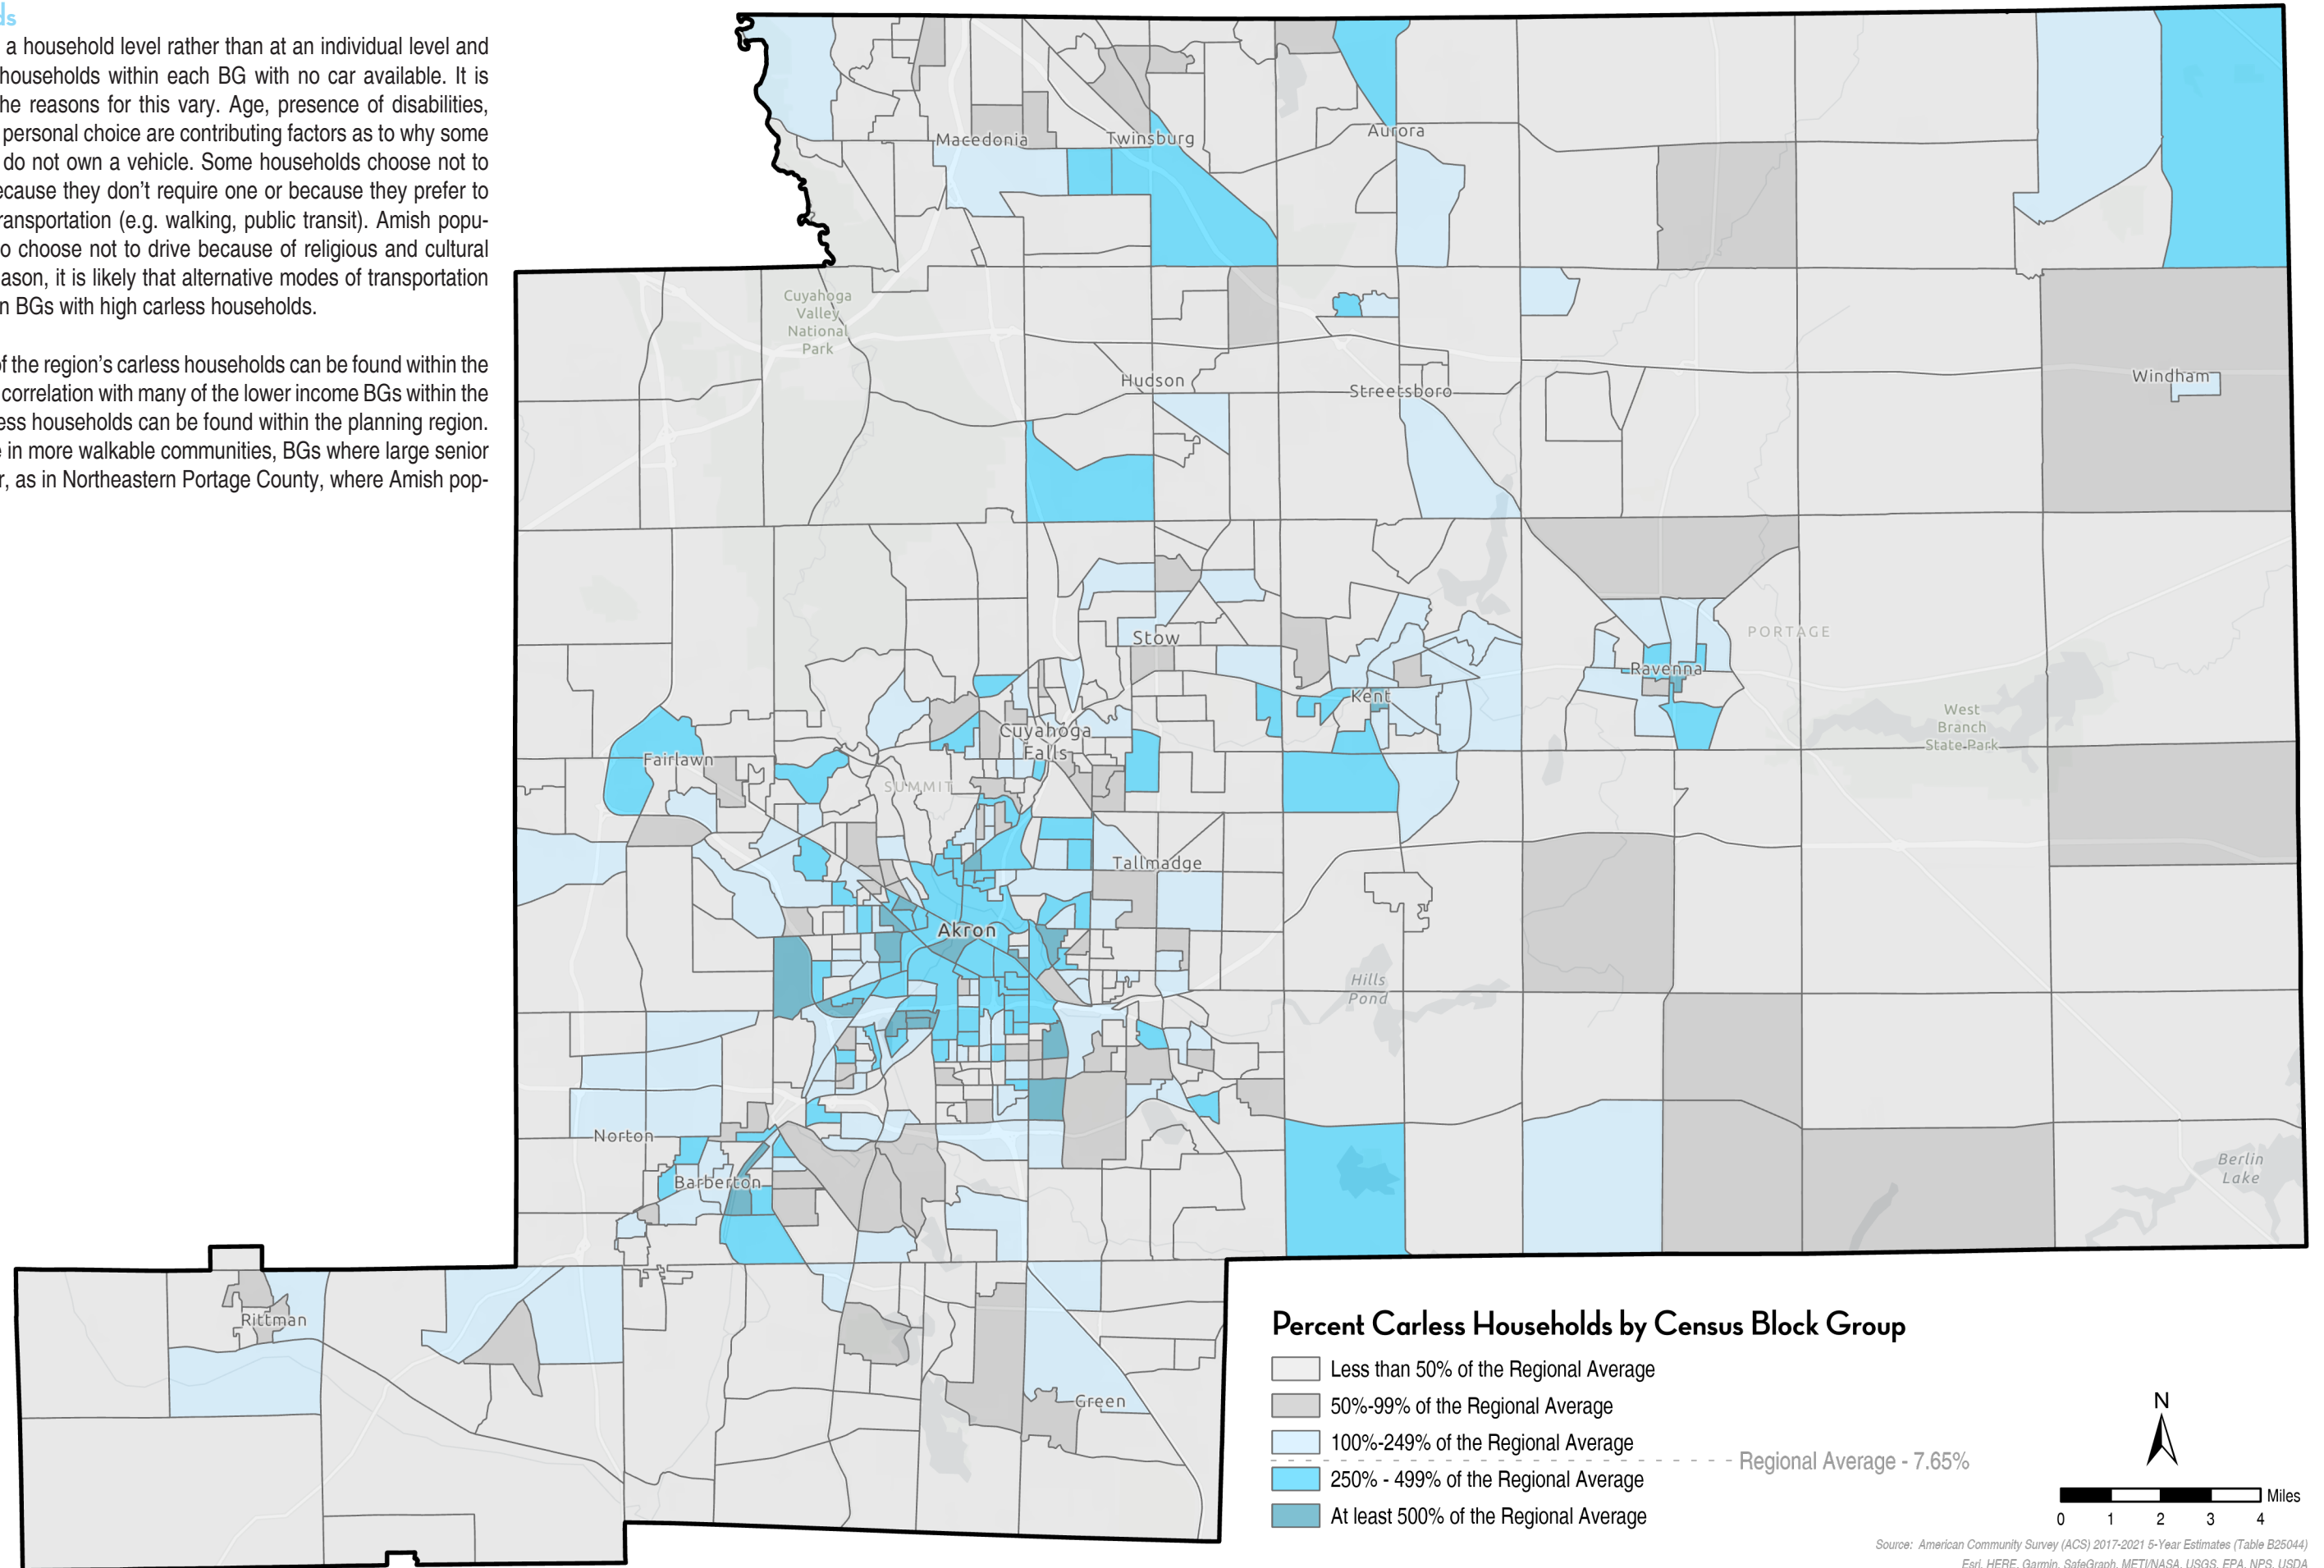 ds
a household level rather than at an individual level and
households within each BG with no car available. It is
he reasons for this vary. Age, presence of disabilities,
personal choice are contributing factors as to why some
do not own a vehicle. Some households choose not to
ecause they don't require one or because they prefer to
ransportation (e.g. walking, public transit). Amish popu-
o choose not to drive because of religious and cultural
ason, it is likely that alternative modes of transportation
n BGs with high carless households.
of the region's carless households can be found within the
correlation with many of the lower income BGs within the
ess households can be found within the planning region.
e in more walkable communities, BGs where large senior
r, as in Northeastern Portage County, where Amish pop-
Macedonia
Twinsburg
Aurora
Cuyahoga
Valley
National
Park
Hudson
Streetsboro
Windham
Stow
PORTAGE
Ravenna
Kent
West
Branch
State Park
Cuyahoga
Falls
Fairlawn
SUMMIT
Tallmadge
Akron
Hills
Pond
Norton
Barberton
Berlin
Lake
Rittman
Green
Percent Carless Households by Census Block Group
Less than 50% of the Regional Average
50%-99% of the Regional Average
100%-249% of the Regional Average
Regional Average - 7.65%
250% - 499% of the Regional Average
At least 500% of the Regional Average
N
Miles
0 1 2 3 4
Source: American Community Survey (ACS) 2017-2021 5-Year Estimates (Table B25044)
Esri, HERE, Garmin, SafeGraph, METI/NASA, USGS, EPA, NPS, USDA